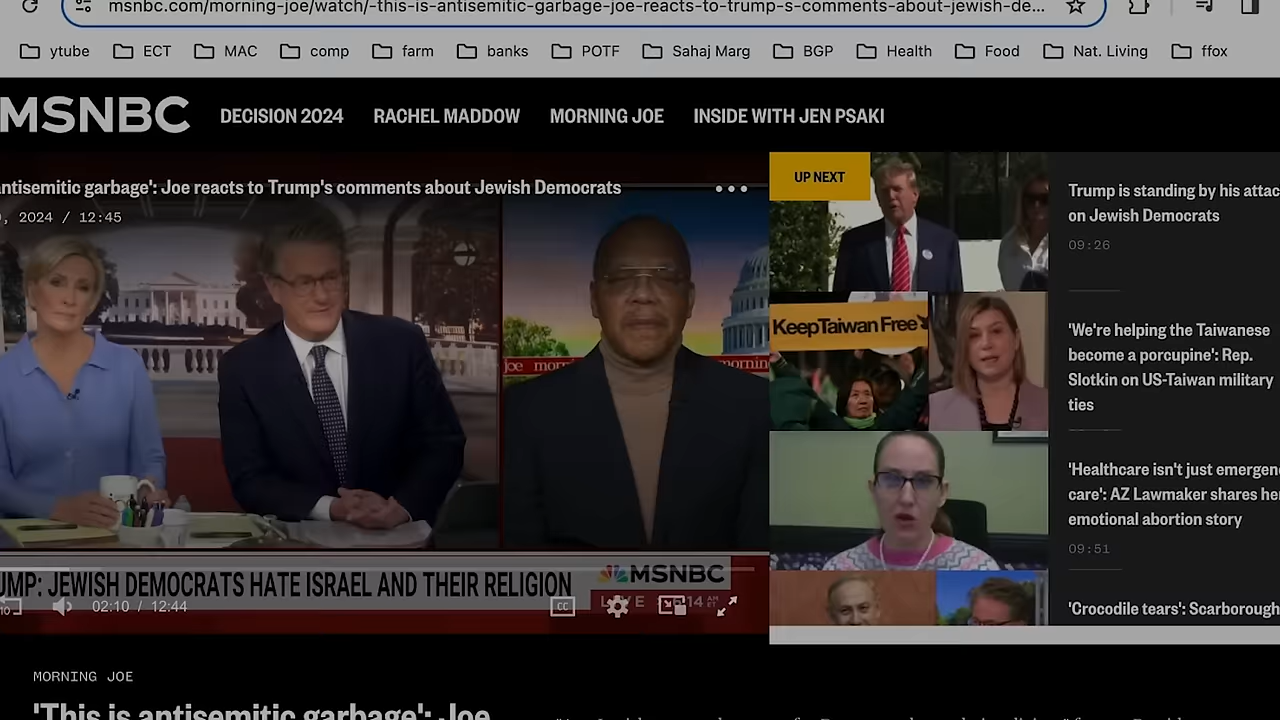 msnbc.com/morning-joe/watch/-this-is-antisemitic-garbage-joe-reacts-to-trump-s-comments-about-jewish-de...
ytube ECT MAC comp farm banks POTF Sahaj Marg BGP Health Food Nat. Living ffox
MSNBC DECISION 2024 RACHEL MADDOW MORNING JOE INSIDE WITH JEN PSAKI
antisemitic garbage': Joe reacts to Trump's comments about Jewish Democrats
, 2024 / 12:45
joe
UMP: JEWISH DEMOCRATS HATE ISRAEL AND THEIR RELIGION
MSNBC
10 02:10 / 12:44 CC
UP NEXT
Trump is standing by his attac
on Jewish Democrats
09:26
Keep Taiwan Free
'We're helping the Taiwanese
become a porcupine': Rep.
Slotkin on US-Taiwan military
ties
'Healthcare isn't just emergen
care': AZ Lawmaker shares he
emotional abortion story
09:51
'Crocodile tears': Scarborough
MORNING JOE
'This is antisemitic garbage': Joe